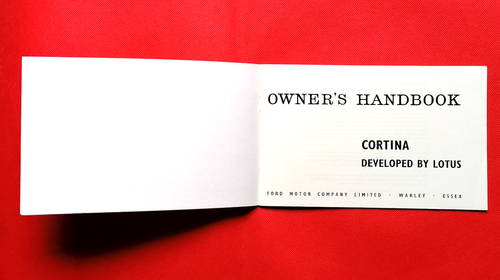 OWNER'S HANDBOOK
CORTINA
DEVELOPED BY LOTUS
FORD MOTOR COMPANY LIMITED · WARLEY · ESSEX